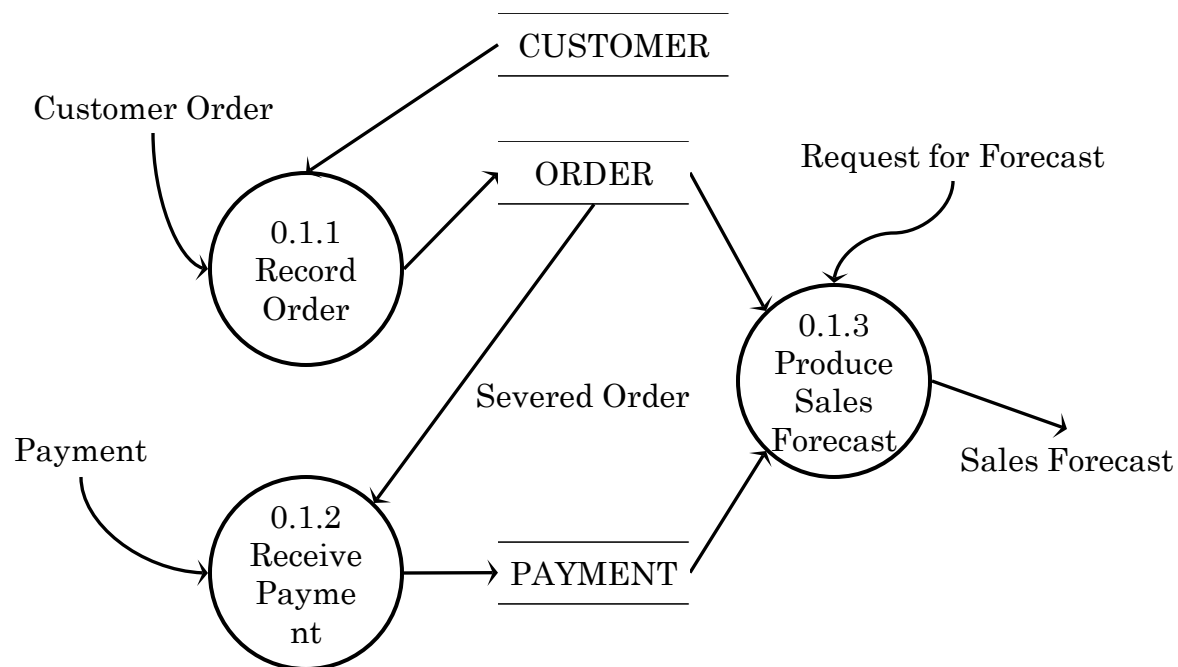 CUSTOMER
Customer Order
ORDER
Request for Forecast
0.1.1
Record
Order
0.1.3
Produce
Sales
Forecast
Severed Order
Payment
Sales Forecast
0.1.2
Receive
Payme
nt
PAYMENT